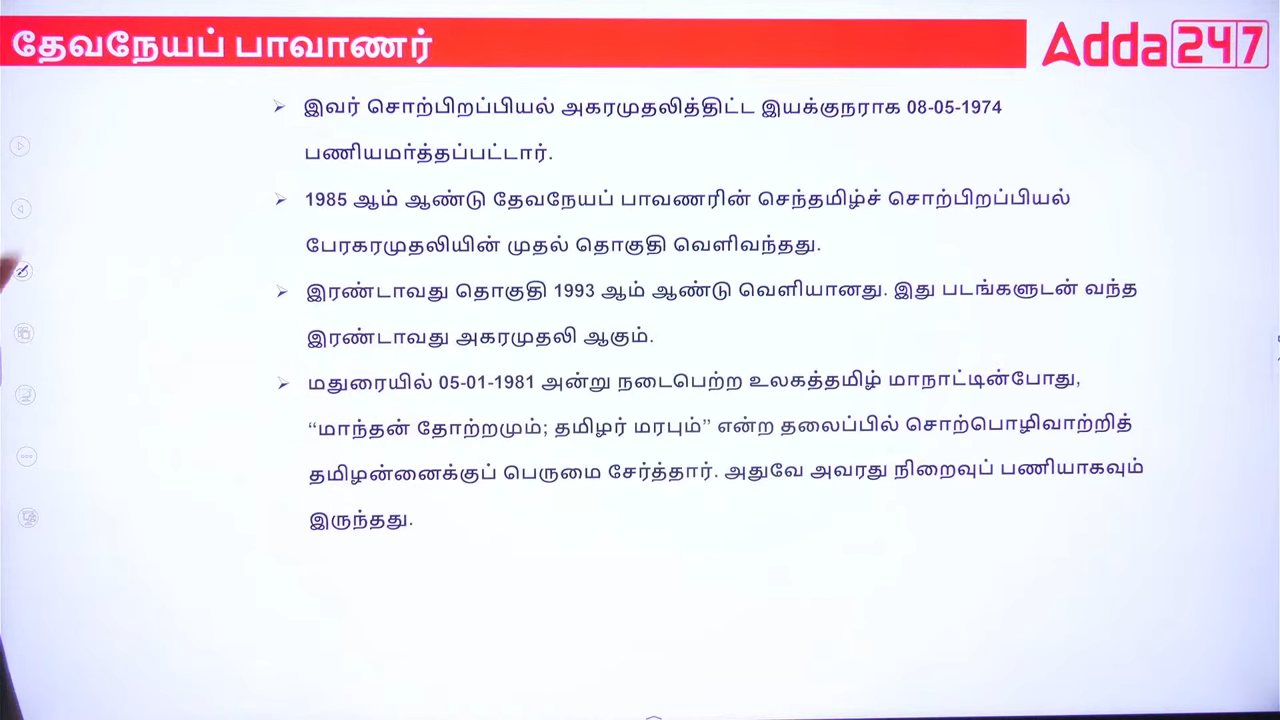 தேவநேயப் பாவாணர்
Adda247
➢ இவர் சொற்பிறப்பியல் அகரமுதலித்திட்ட இயக்குநராக 08-05-1974
பணியமர்த்தப்பட்டார்.
➢ 1985 ஆம் ஆண்டு தேவநேயப் பாவணரின் செந்தமிழ்ச் சொற்பிறப்பியல்
பேரகரமுதலியின் முதல் தொகுதி வெளிவந்தது.
➢ இரண்டாவது தொகுதி 1993 ஆம் ஆண்டு வெளியானது. இது படங்களுடன் வந்த
இரண்டாவது அகரமுதலி ஆகும்.
➢ மதுரையில் 05-01-1981 அன்று நடைபெற்ற உலகத்தமிழ் மாநாட்டின்போது,
“மாந்தன் தோற்றமும்; தமிழர் மரபும்” என்ற தலைப்பில் சொற்பொழிவாற்றித்
தமிழன்னைக்குப் பெருமை சேர்த்தார். அதுவே அவரது நிறைவுப் பணியாகவும்
இருந்தது.